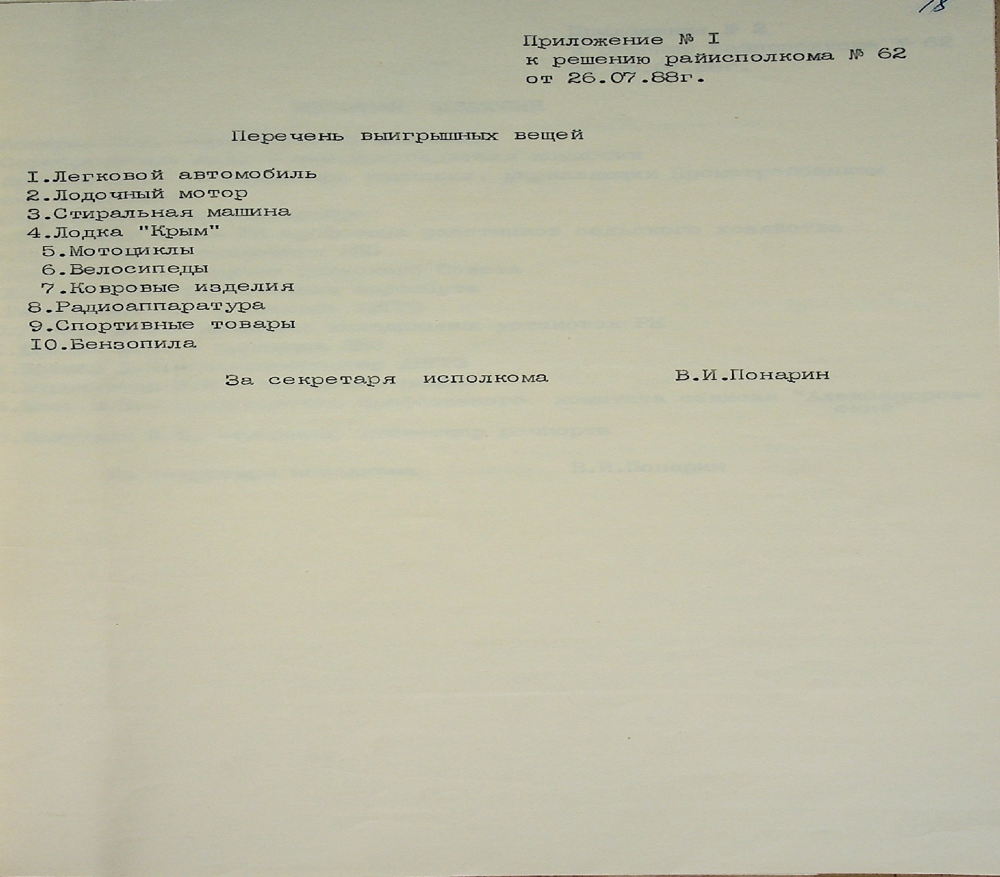 18
Приложение № I
к решению райисполкома № 62
от 26.07.88г.
Перечень выигрышных вещей
I.Легковой автомобиль
2.Лодочный мотор
3.Стиральная машина
4.Лодка "Крым"
5.Мотоциклы
6.Велосипеды
7.Ковровые изделия
8.Радиоаппаратура
9.Спортивные товары
IO.Бензопила
За секретаря исполкома В.И.Понарин